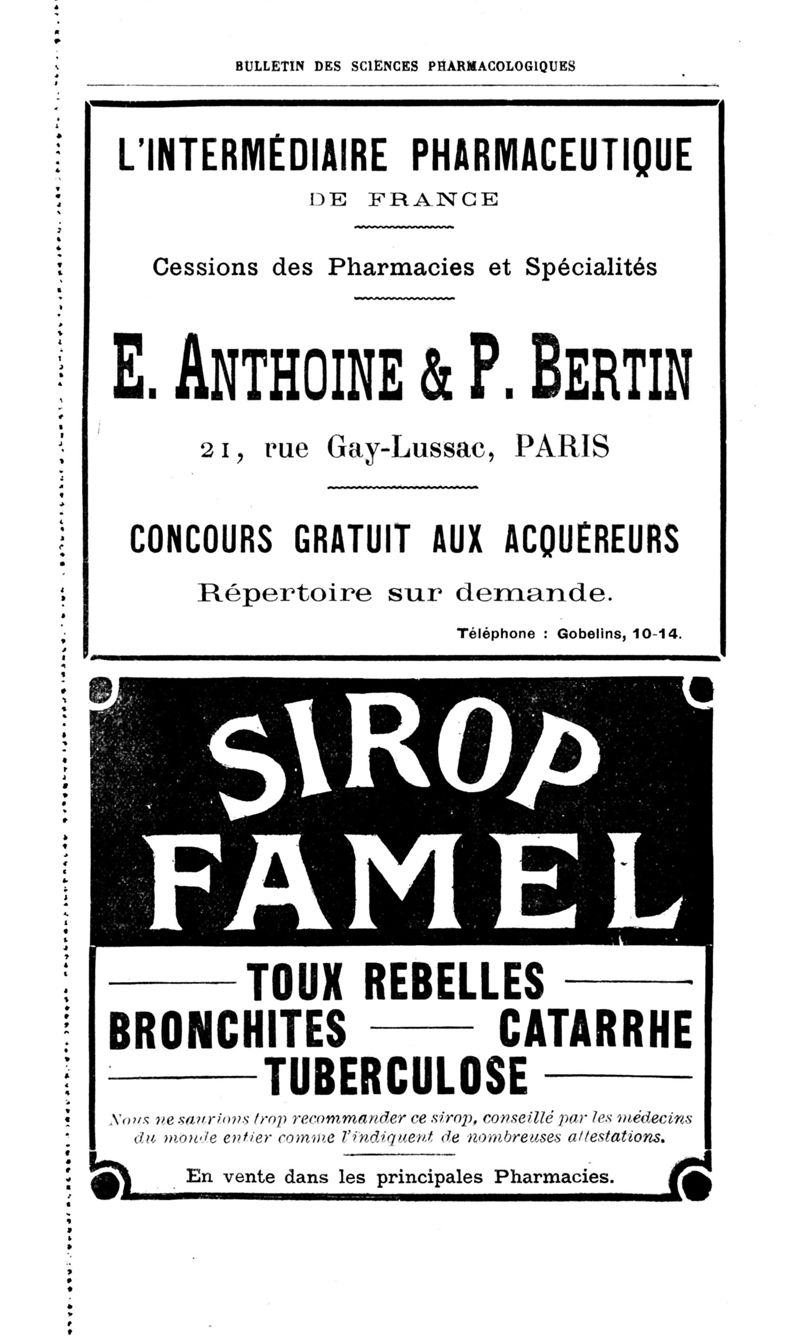 BULLETIN DES SCIENCES PHARMACOLOGIQUES
L'INTERMÉDIAIRE PHARMACEUTIQUE
DE FRANCE
Cessions des Pharmacies et Spécialités
E. ANTHOINE & P. BERTIN
21, rue Gay-Lussac, PARIS
CONCOURS GRATUIT AUX ACQUÉREURS
Répertoire sur demande.
Téléphone : Gobelins, 10-14.
SIROP
FAMEL
TOUX REBELLES
BRONCHITES — CATARRHE
TUBERCULOSE
Nous ne saurions trop recommander ce sirop, conseillé par les médecins
du monde entier comme l'indiquent de nombreuses attestations.
En vente dans les principales Pharmacies.